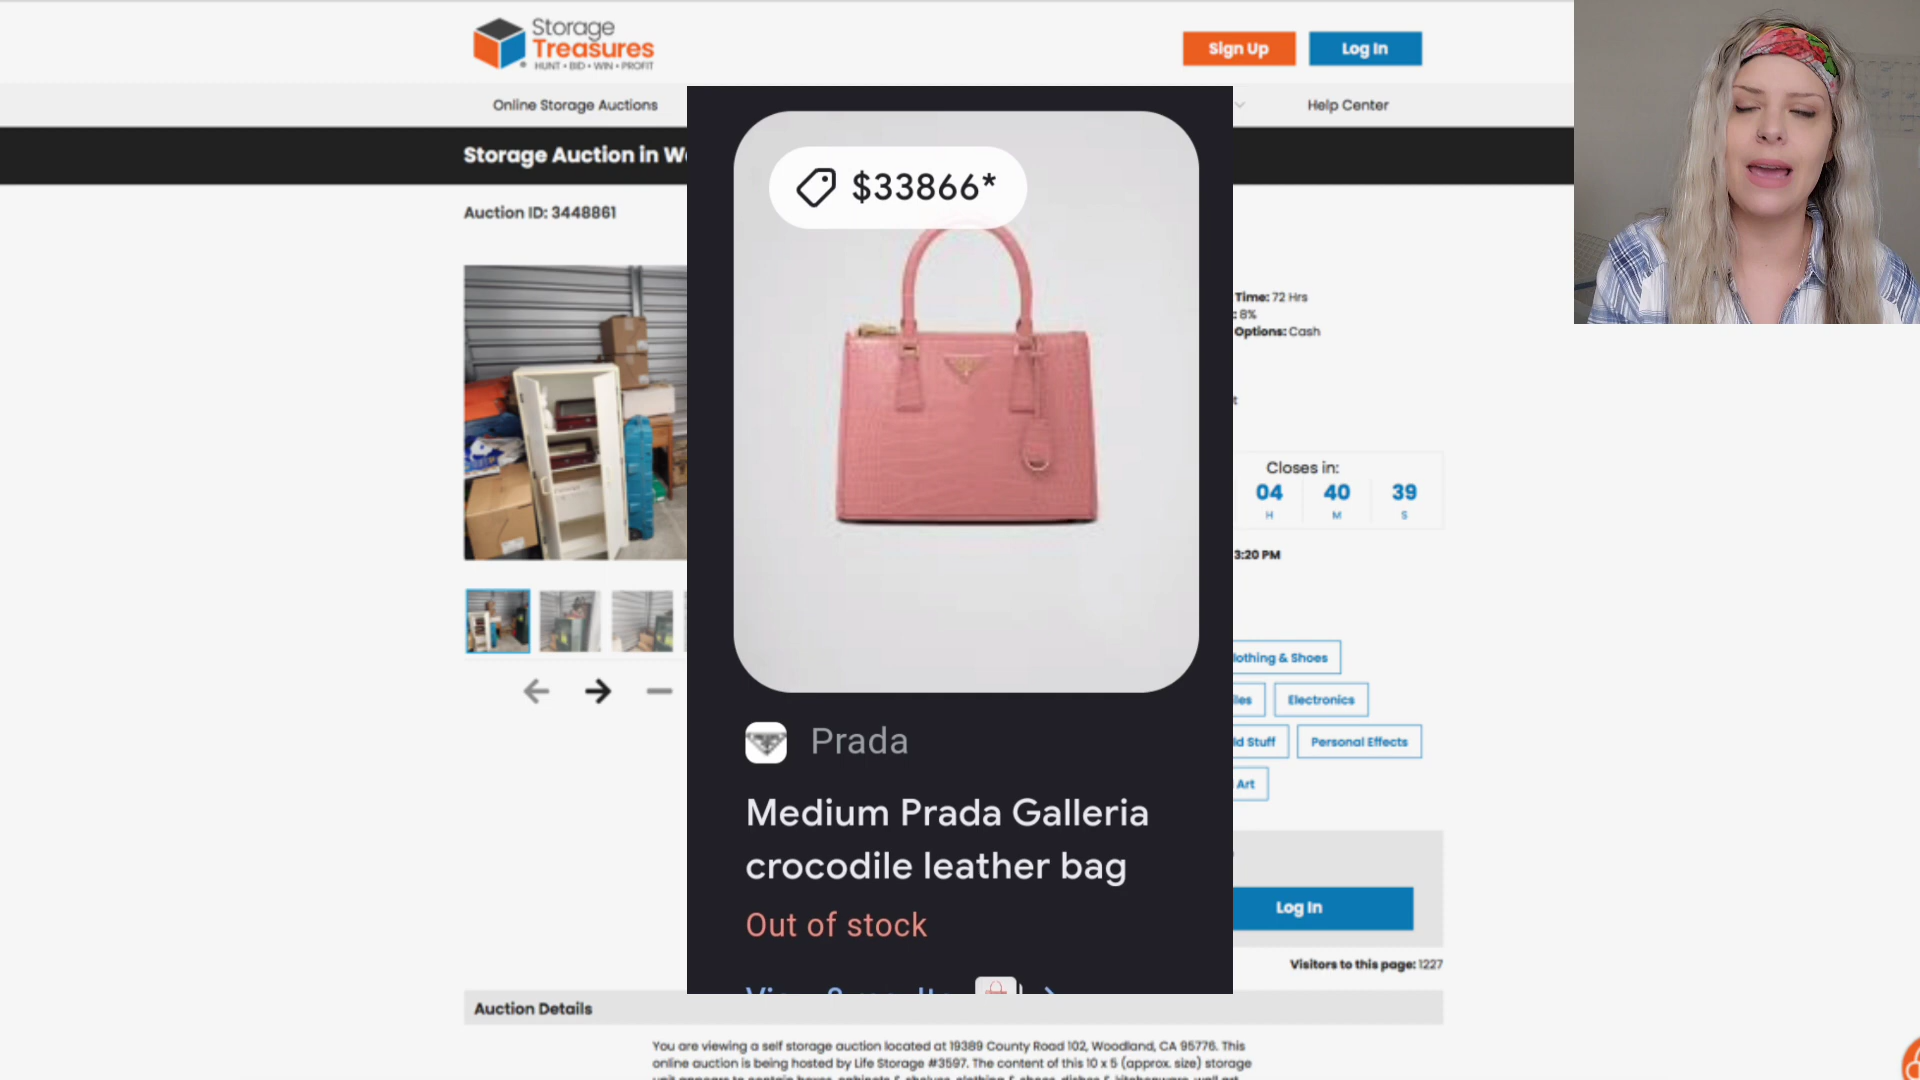 Storage
Treasures
HUNT • BID • WIN • PROFIT
Sign Up
Log In
Online Storage Auctions
Help Center
Storage Auction in
Auction ID: 3448861
$33866*
Time: 72 Hrs
: 8%
Options: Cash
Closes in:
04 40 39
H M S
3:20 PM
lothing & Shoes
Electronics
ld Stuff
Personal Effects
Art
Prada
Medium Prada Galleria
crocodile leather bag
Out of stock
Log In
Visitors to this page: 1227
Auction Details
You are viewing a self storage auction located at 19389 County Road 102, Woodland, CA 95776. This
online auction is being hosted by Life Storage #3597. The content of this 10 x 5 (approx. size) storage